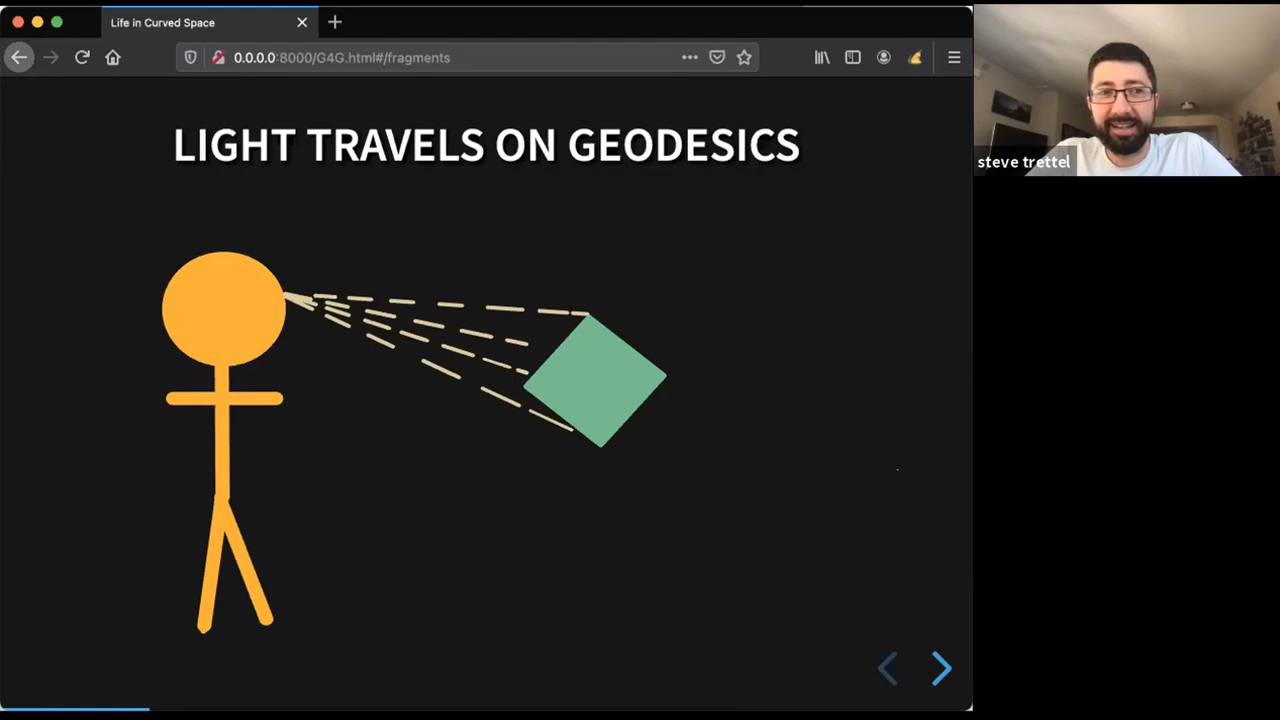 Life in Curved Space
0.0.0.0:8000/G4G.html#/fragments
LIGHT TRAVELS ON GEODESICS
steve trettel